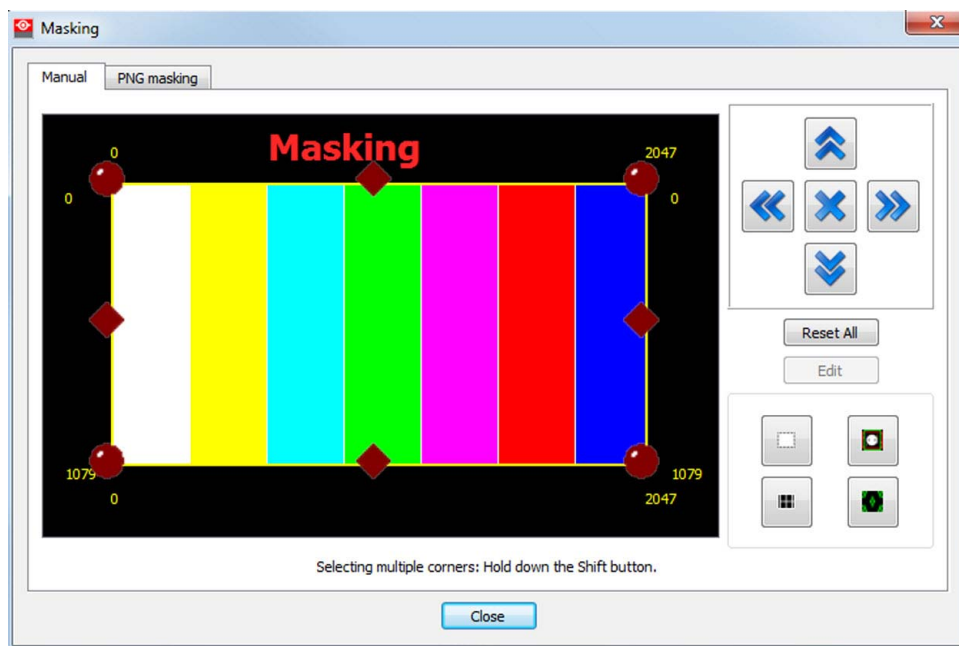 Masking
Manual PNG masking
Masking
0 2047
0 0
Reset All
Edit
1079 1079
0 2047
Selecting multiple corners: Hold down the Shift button.
Close